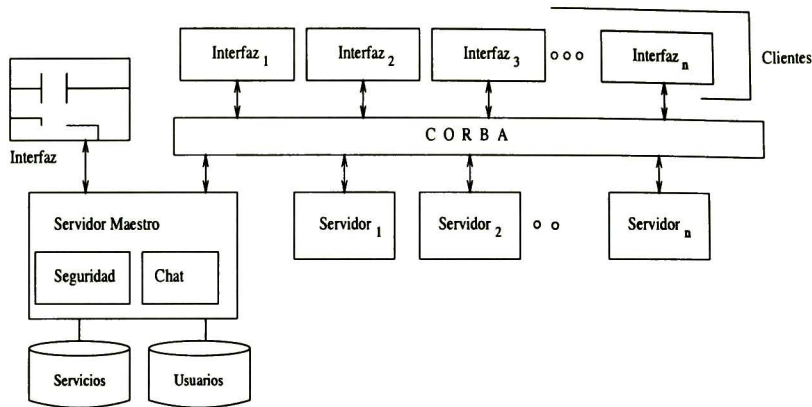 Interfaz 1
Interfaz 2
Interfaz 3
Interfaz n
Clientes
C O R B A
Interfaz
Servidor Maestro
Seguridad
Chat
Servidor 1
Servidor 2
Servidor n
Servicios
Usuarios